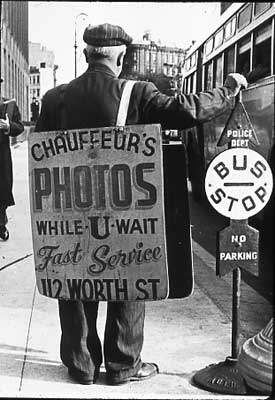 CHAUFFEUR'S
PHOTOS
WHILE-U-WAIT
Fast Service
112 WORTH ST
POLICE
DEPT
BUS
STOP
NO
PARKING